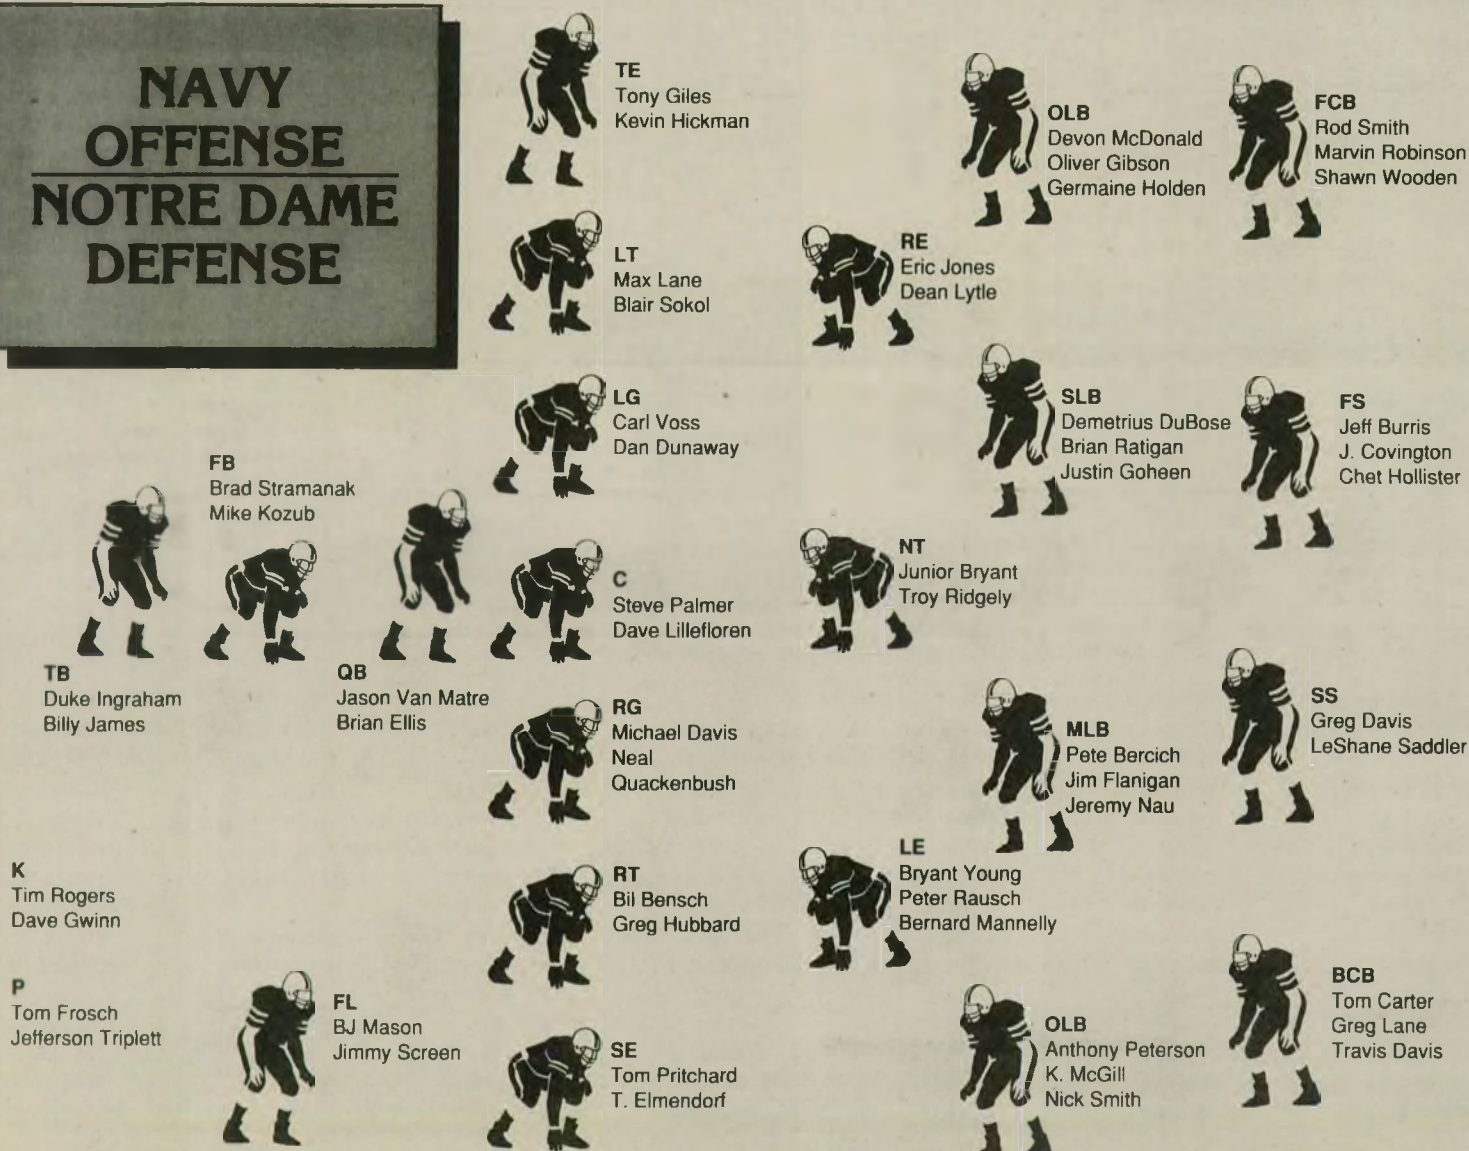 NAVY
OFFENSE
NOTRE DAME
DEFENSE
TE
Tony Giles
Kevin Hickman
LT
Max Lane
Blair Sokol
LG
Carl Voss
Dan Dunaway
FB
Brad Stramanak
Mike Kozub
C
Steve Palmer
Dave Lillefloren
TB
Duke Ingraham
Billy James
QB
Jason Van Matre
Brian Ellis
RG
Michael Davis
Neal
Quackenbush
K
Tim Rogers
Dave Gwinn
RT
Bil Bensch
Greg Hubbard
P
Tom Frosch
Jefferson Triplett
FL
BJ Mason
Jimmy Screen
SE
Tom Pritchard
T. Elmendorf
OLB
Devon McDonald
Oliver Gibson
Germaine Holden
FCB
Rod Smith
Marvin Robinson
Shawn Wooden
RE
Eric Jones
Dean Lytle
SLB
Demetrius DuBose
Brian Ratigan
Justin Goheen
FS
Jeff Burris
J. Covington
Chet Hollister
NT
Junior Bryant
Troy Ridgely
MLB
Pete Bercich
Jim Flanigan
Jeremy Nau
SS
Greg Davis
LeShane Saddler
LE
Bryant Young
Peter Rausch
Bernard Mannelly
OLB
Anthony Peterson
K. McGill
Nick Smith
BCB
Tom Carter
Greg Lane
Travis Davis